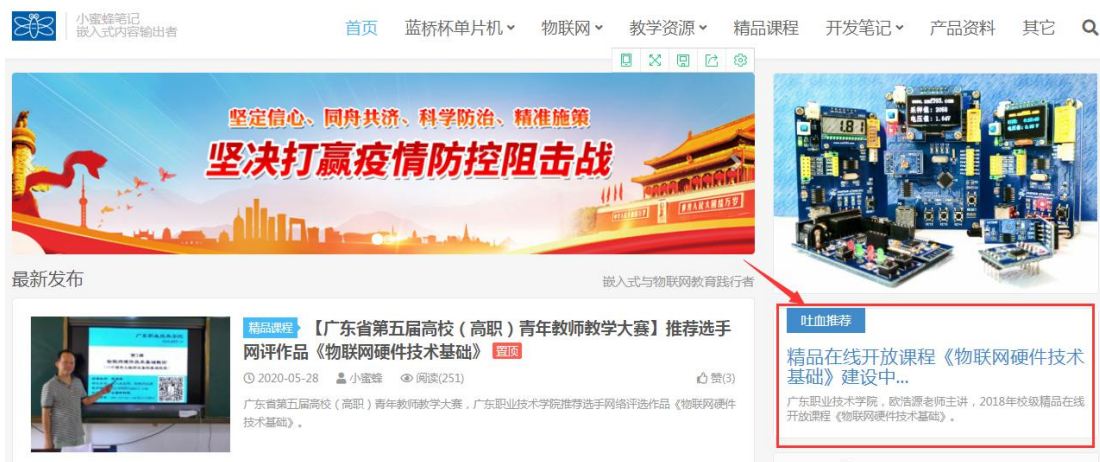 小蜜蜂笔记
嵌入式内容输出者
首页 蓝桥杯单片机 物联网 教学资源 精品课程 开发笔记 产品资料 其它
坚定信心、同舟共济、科学防治、精准施策
坚决打赢疫情防控阻击战
最新发布
嵌入式与物联网教育践行者
精品课程 【广东省第五届高校（高职）青年教师教学大赛】推荐选手
网评作品《物联网硬件技术基础》 置顶
2020-05-28 小蜜蜂 阅读(251) 赞(3)
广东省第五届高校（高职）青年教师教学大赛，广东职业技术学院推荐选手网络评选作品《物联网硬件
技术基础》。
1.81
吐血推荐
精品在线开放课程《物联网硬件技术
基础》建设中...
广东职业技术学院，欧浩源老师主讲，2018年校级精品在线
开放课程《物联网硬件技术基础》。